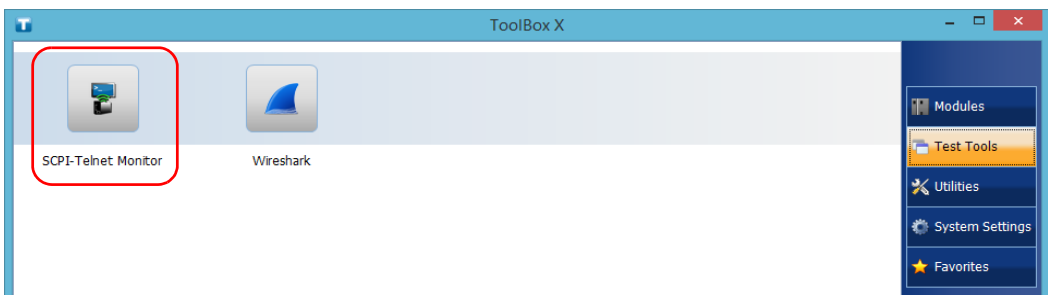 ToolBox X
SCPI-Telnet Monitor
Wireshark
Modules
Test Tools
Utilities
System Settings
Favorites